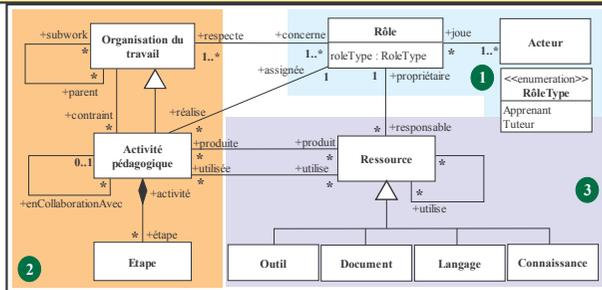 +subwork
Organisation du
travail
+respecte
+concerne
Rôle
+joue
Acteur
*
*
1..*
1..*
roleType : RoleType
*
1..*
+parent
+assignée
1
1
+propriétaire
1
<<enumeration>>
RôleType
Apprenant
Tuteur
+contraint
+réalise
*
*
*
+responsable
Activité
pédagogique
+produite
+produit
*
*
Ressource
*
0..1
+utilisée
+utilise
*
*
*
*
+enCollaborationAvec
+activité
+utilise
3
*
+étape
2
Etape
Outil
Document
Langage
Connaissance